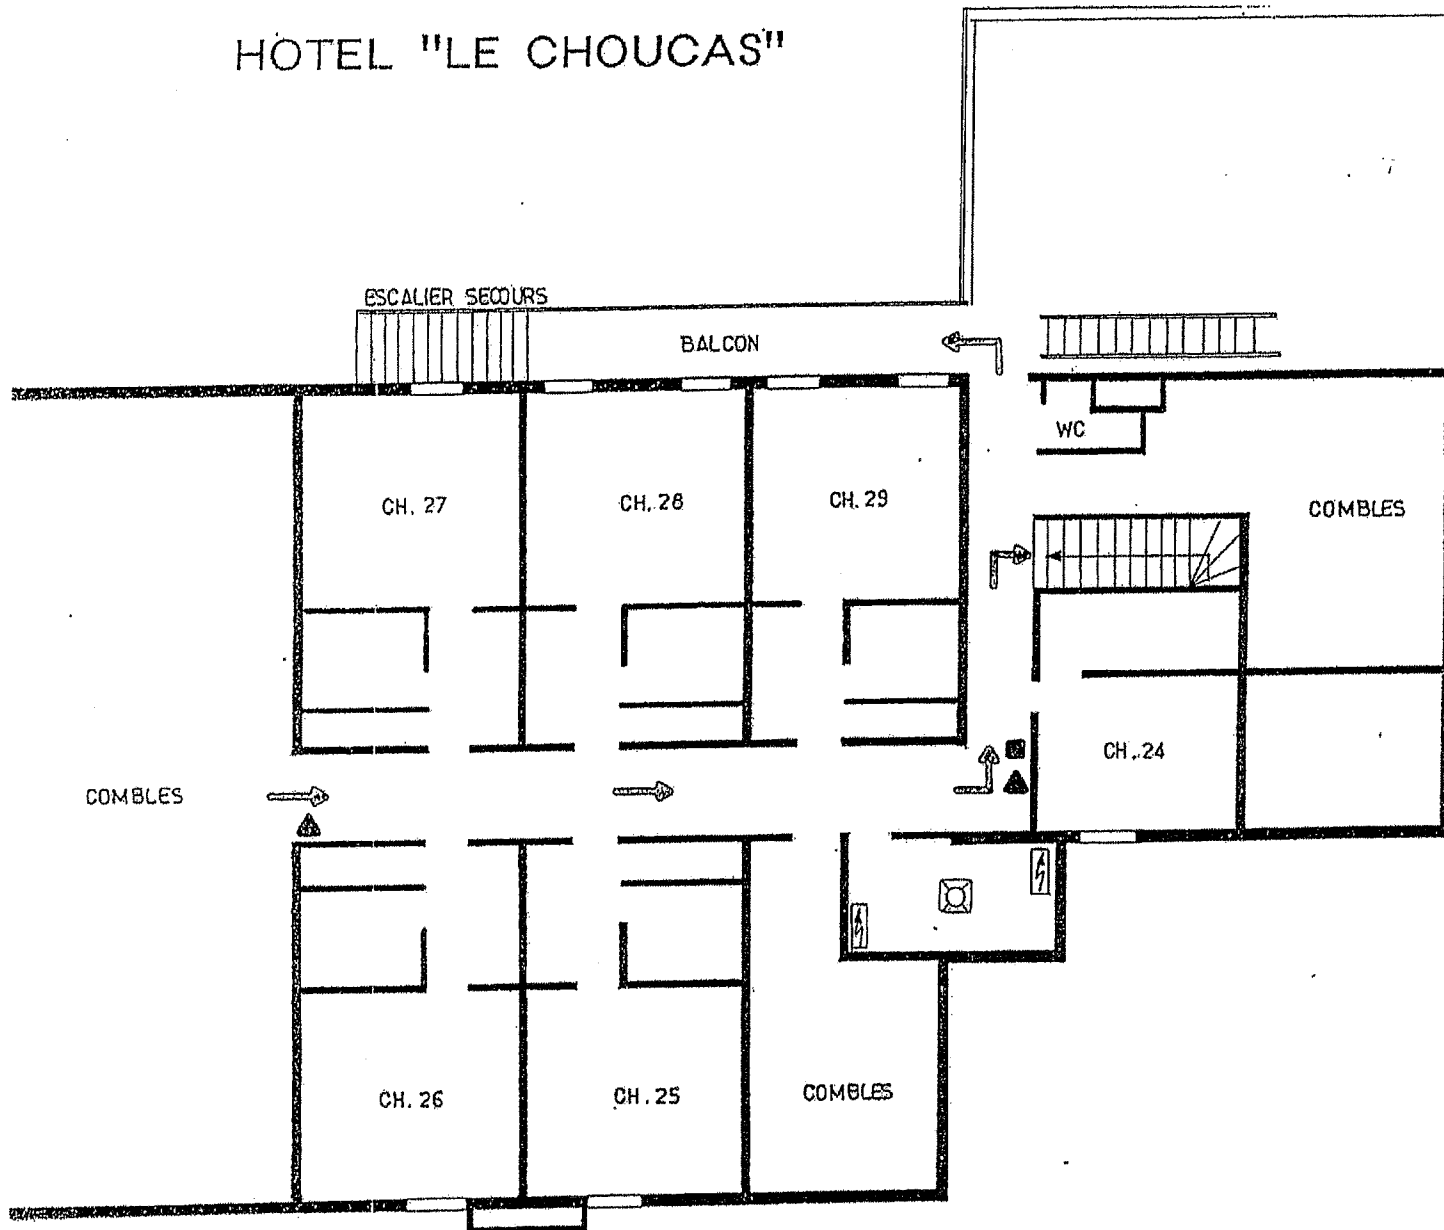 HOTEL "LE CHOUCAS"
ESCALIER SECOURS
BALCON
WC
CH. 27
CH. 28
CH. 29
COMBLES
CH. 24
COMBLES
CH. 26
CH. 25
COMBLES